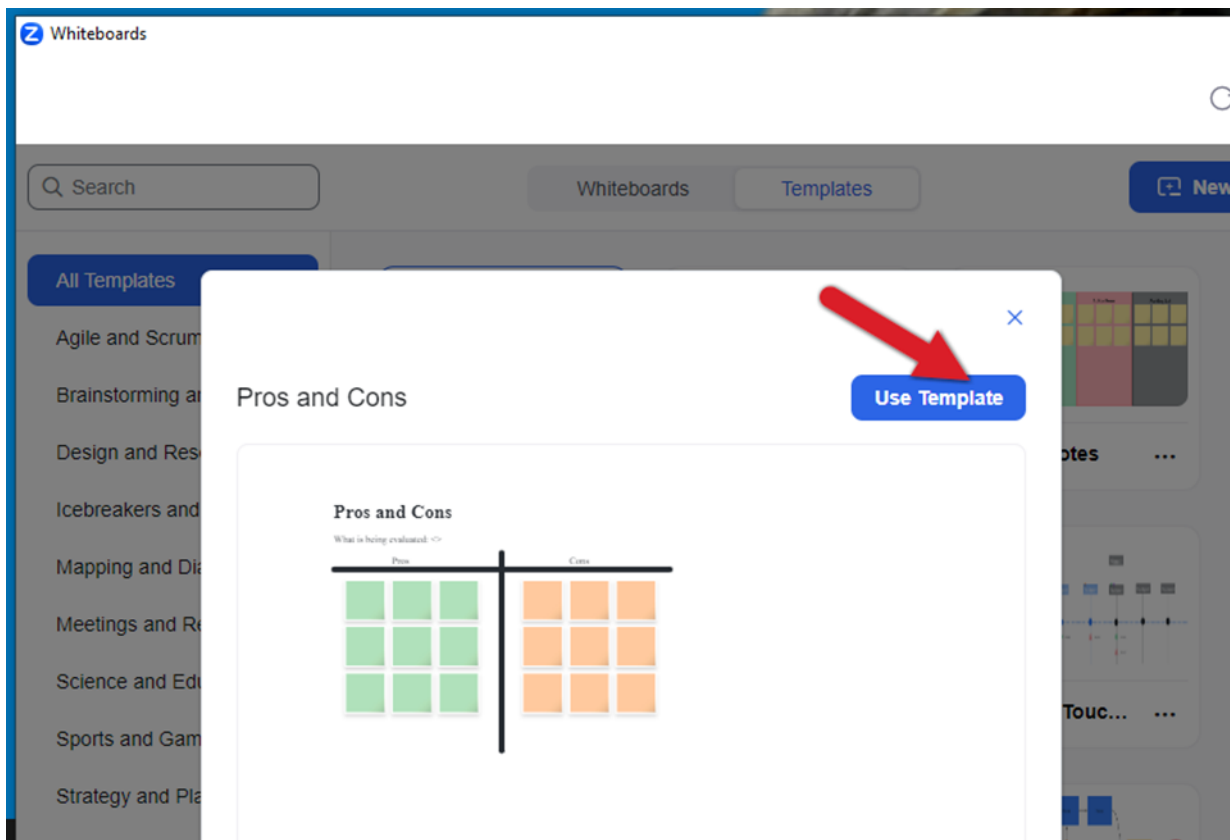 Whiteboards
Search
Whiteboards
Templates
New
All Templates
Agile and Scrum
Brainstorming
Design and Res
Icebreakers and
Mapping and Dia
Meetings and Re
Science and Edu
Sports and Gam
Strategy and Pla
Pros and Cons
Use Template
Pros and Cons
What is being evaluated: <>
Pros
Cons
otes
...
Touc...
...